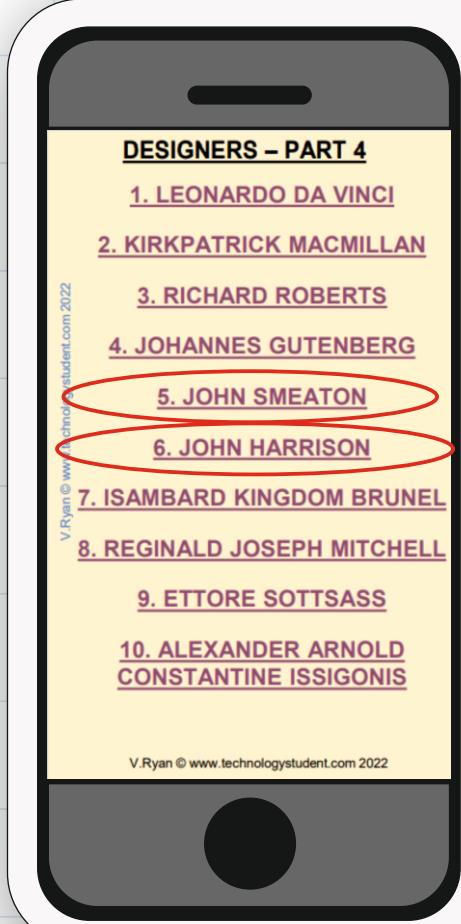 DESIGNERS – PART 4
1. LEONARDO DA VINCI
2. KIRKPATRICK MACMILLAN
3. RICHARD ROBERTS
4. JOHANNES GUTENBERG
5. JOHN SMEATON
6. JOHN HARRISON
7. ISAMBARD KINGDOM BRUNEL
8. REGINALD JOSEPH MITCHELL
9. ETTORE SOTTSASS
10. ALEXANDER ARNOLD
CONSTANTINE ISSIGONIS
V.Ryan © www.technologystudent.com 2022
V.Ryan © www.technologystudent.com 2022